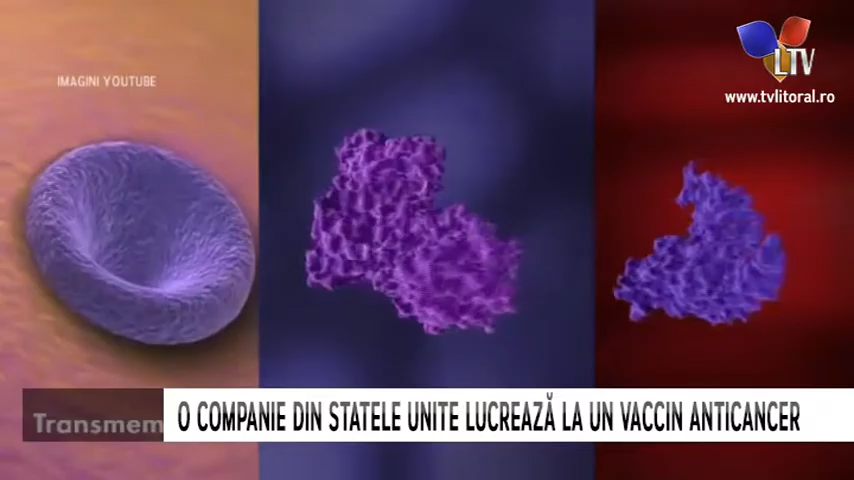 IMAGINI YOUTUBE
LTV
www.tvlitoral.ro
Transmem
O COMPANIE DIN STATELE UNITE LUCREAZĂ LA UN VACCIN ANTICANCER